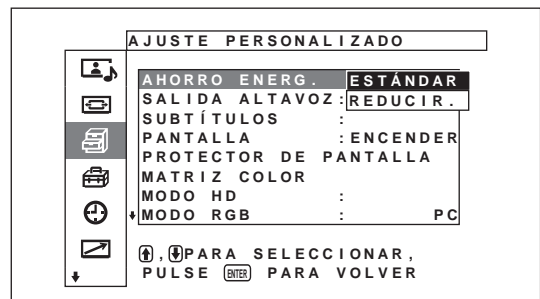 AJUSTE PERSONALIZADO
AHORRO ENERG. ESTÁNDAR
SALIDA ALTAVOZ: REDUCIR.
SUBTÍTULOS :
PANTALLA :ENCENDER
PROTECTOR DE PANTALLA
MATRIZ COLOR
MODO HD :
MODO RGB : PC
, PARA SELECCIONAR,
PULSE ENTER PARA VOLVER